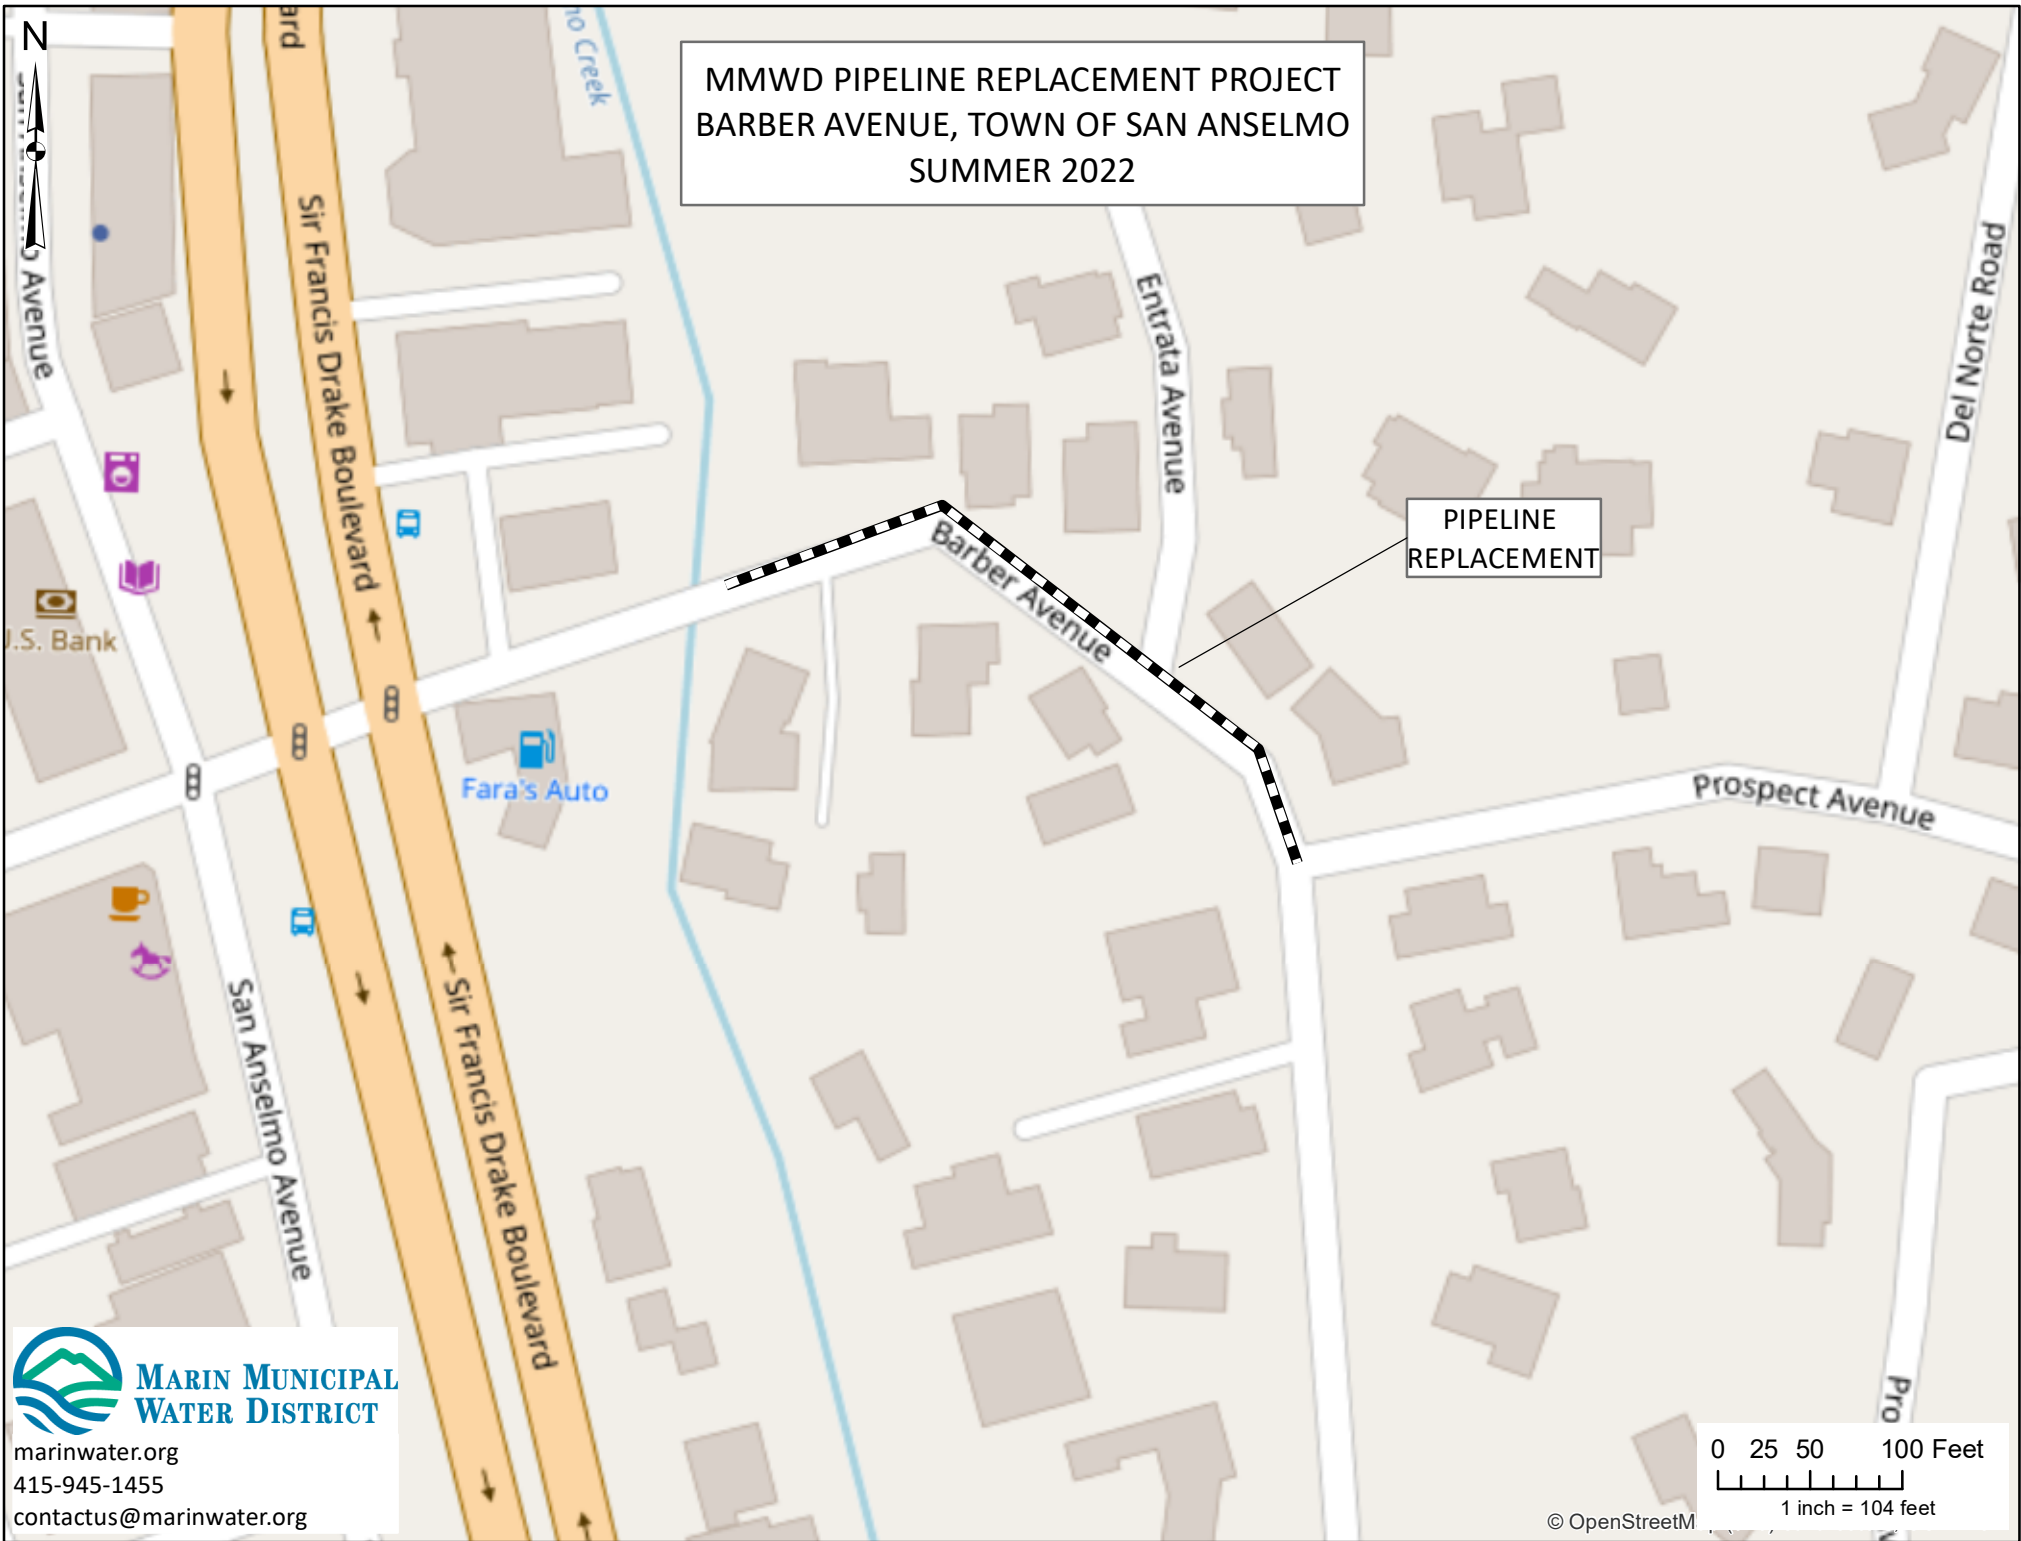 N
MMWD PIPELINE REPLACEMENT PROJECT
BARBER AVENUE, TOWN OF SAN ANSELMO
SUMMER 2022
Creek
Avenue
Sir Francis Drake Boulevard
Entrata Avenue
Del Norte Road
PIPELINE
REPLACEMENT
Barber Avenue
U.S. Bank
Fara's Auto
Prospect Avenue
San Anselmo Avenue
Sir Francis Drake Boulevard
MARIN MUNICIPAL
WATER DISTRICT
marinwater.org
415-945-1455
contactus@marinwater.org
0 25 50 100 Feet
1 inch = 104 feet
© OpenStreetM